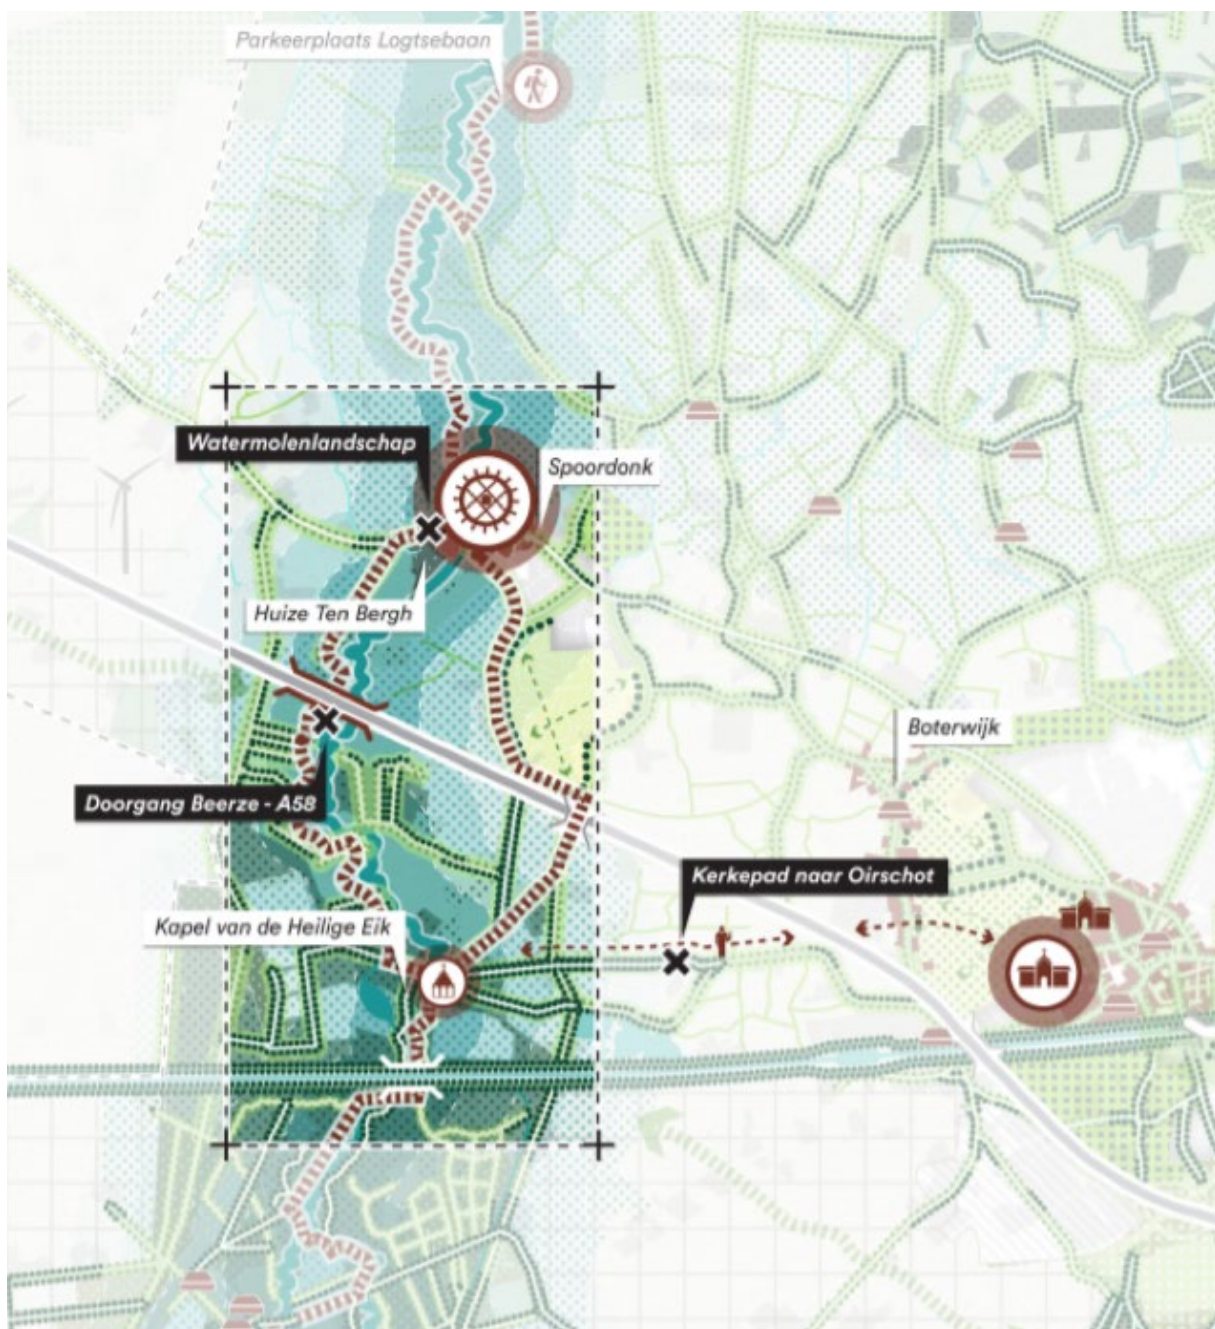 Parkeerplaats Logtsebaan
Watermolenlandschap
Spoordonk
Huize Ten Bergh
Boterwijk
Doorgang Beerze - A58
Kerkepad naar Oirschot
Kapel van de Heilige Eik